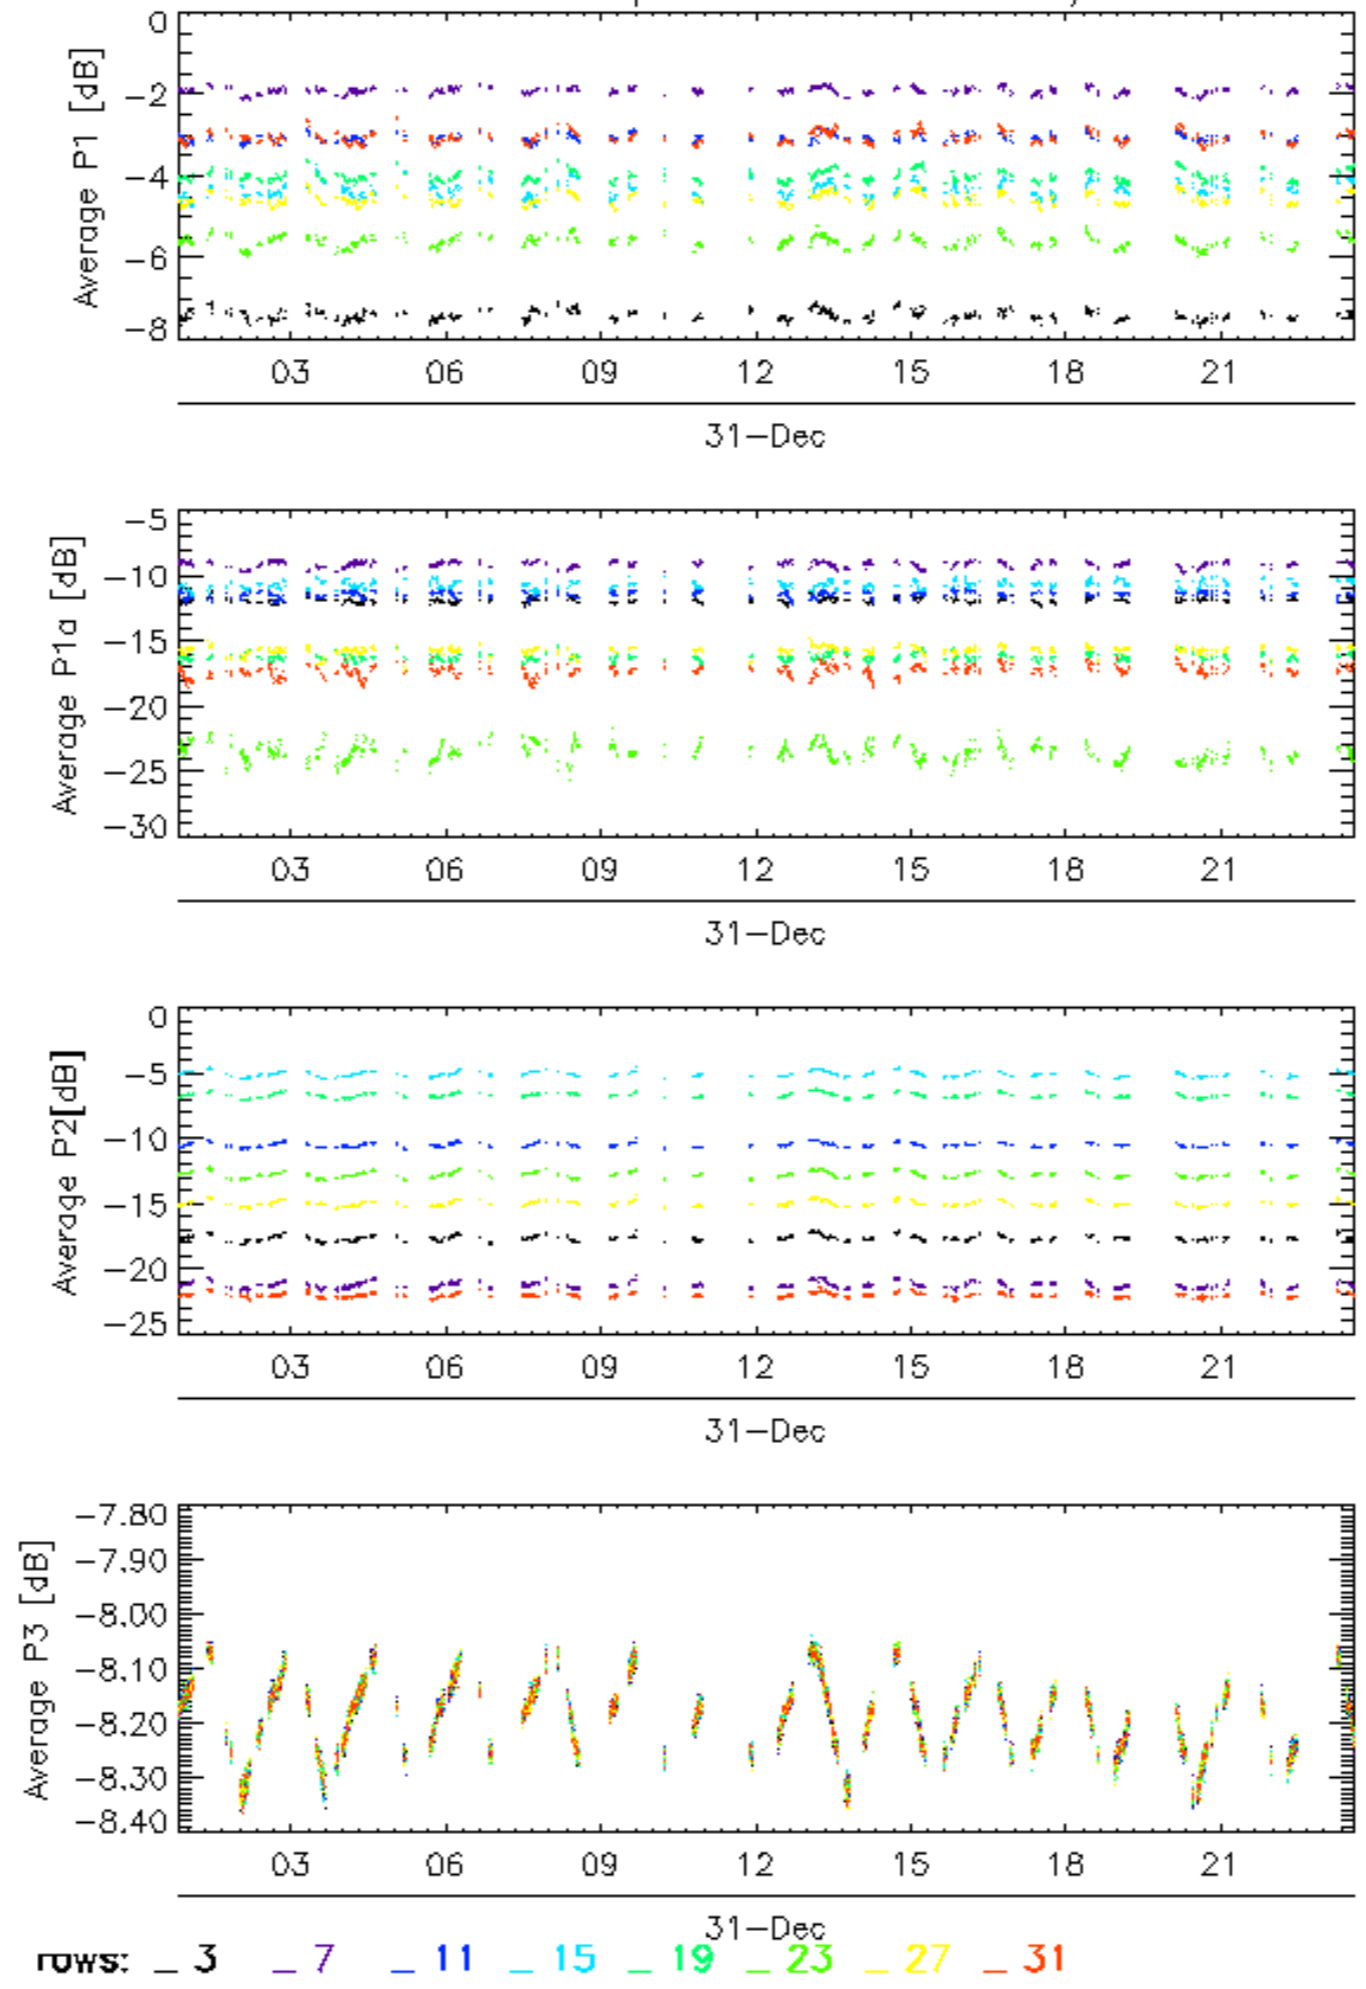 Average P1 [dB]
0
−2
−4
−6
−8
03 06 09 12 15 18 21
31−Dec
Average P1a [dB]
−5
−10
−15
−20
−25
−30
03 06 09 12 15 18 21
31−Dec
Average P2[dB]
0
−5
−10
−15
−20
−25
03 06 09 12 15 18 21
31−Dec
Average P3 [dB]
−7.80
−7.90
−8.00
−8.10
−8.20
−8.30
−8.40
03 06 09 12 15 18 21
31−Dec
rows: _ 3 _ 7 _ 11 _ 15 _ 19 _ 23 _ 27 _ 31